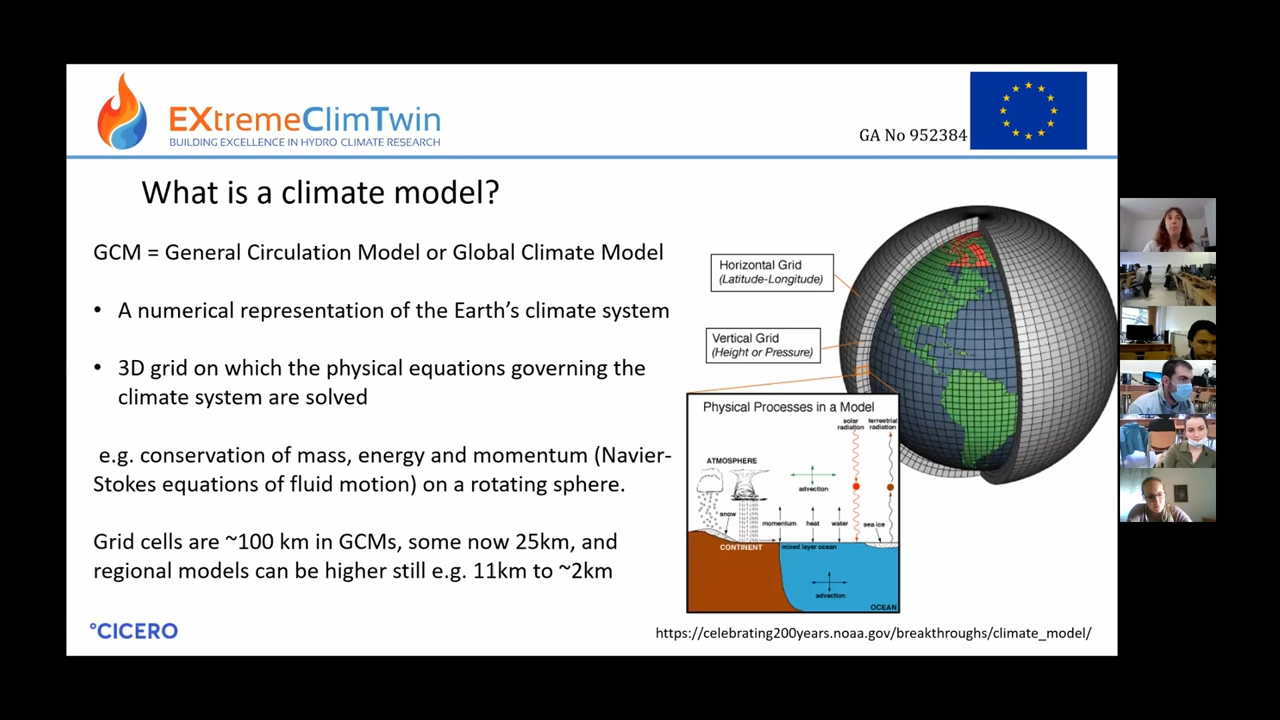 EXtremeClimTwin
BUILDING EXCELLENCE IN HYDRO CLIMATE RESEARCH
GA No 952384
What is a climate model?
GCM = General Circulation Model or Global Climate Model
• A numerical representation of the Earth's climate system
• 3D grid on which the physical equations governing the
climate system are solved
e.g. conservation of mass, energy and momentum (Navier-
Stokes equations of fluid motion) on a rotating sphere.
Grid cells are ~100 km in GCMs, some now 25km, and
regional models can be higher still e.g. 11km to ~2km
Horizontal Grid
(Latitude-Longitude)
Vertical Grid
(Height or Pressure)
Physical Processes in a Model
solar
radiation
terrestrial
radiation
ATMOSPHERE
advection
snow
momentum
heat
water
sea ice
CONTINENT
mixed layer ocean
advection
OCEAN
°CICERO
https://celebrating200years.noaa.gov/breakthroughs/climate_model/